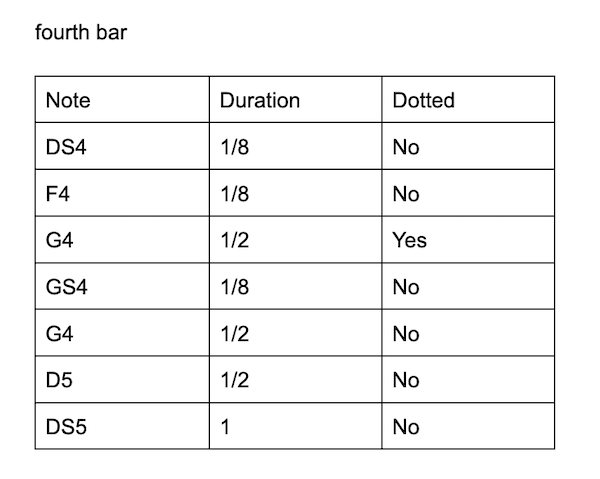 fourth bar
Note Duration Dotted
DS4 1/8 No
F4 1/8 No
G4 1/2 Yes
GS4 1/8 No
G4 1/2 No
D5 1/2 No
DS5 1 No